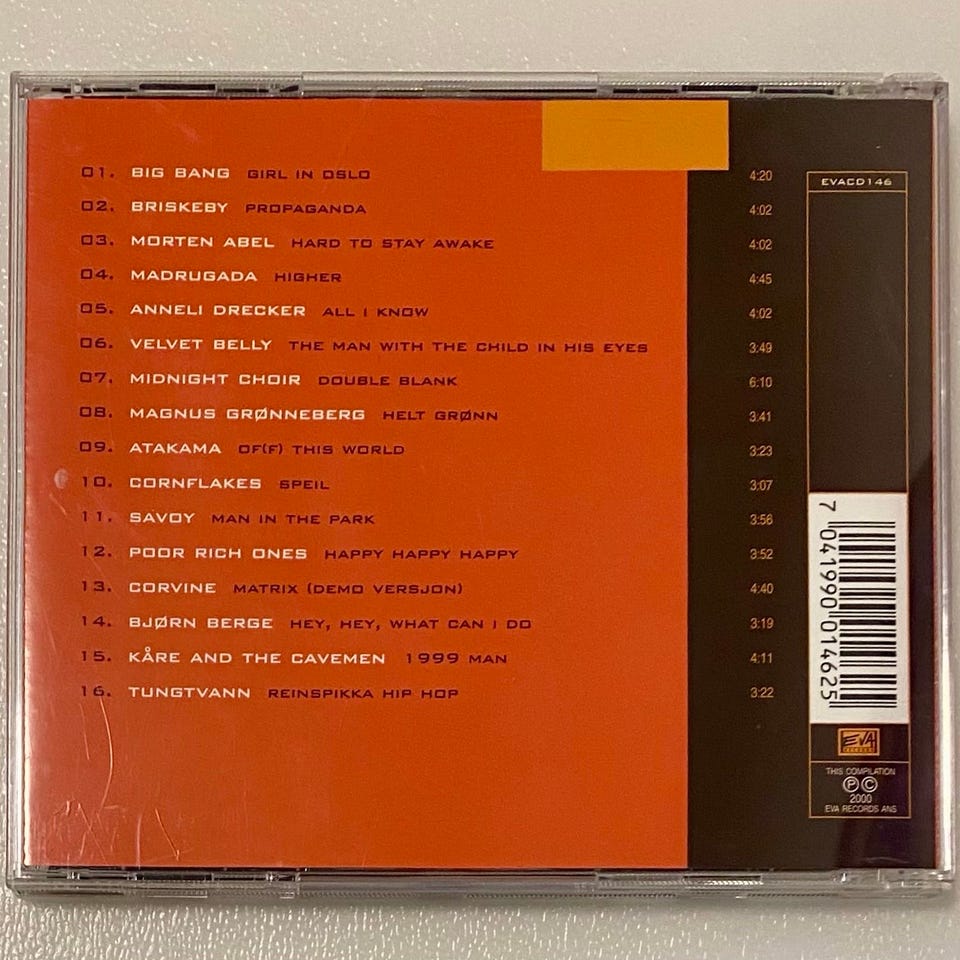 01. BIG BANG GIRL IN OSLO 4:20
02. BRISKEBY PROPAGANDA 4:02
03. MORTEN ABEL HARD TO STAY AWAKE 4:02
04. MADRUGADA HIGHER 4:45
05. ANNELI DRECKER ALL I KNOW 4:02
06. VELVET BELLY THE MAN WITH THE CHILD IN HIS EYES 3:49
07. MIDNIGHT CHOIR DOUBLE BLANK 6:10
08. MAGNUS GRØNNEBERG HELT GRØNN 3:41
09. ATAKAMA OF(F) THIS WORLD 3:23
10. CORNFLAKES SPEIL 3:07
11. SAVOY MAN IN THE PARK 3:56
12. POOR RICH ONES HAPPY HAPPY HAPPY 3:52
13. CORVINE MATRIX (DEMO VERSJON) 4:40
14. BJØRN BERGE HEY, HEY, WHAT CAN I DO 3:19
15. KÅRE AND THE CAVEMEN 1999 MAN 4:11
16. TUNGTVANN REINSPIKKA HIP HOP 3:22
EVACD146
7 041990 014625
EVA
RECORDS
THIS COMPILATION
℗ ©
2000
EVA RECORDS ANS